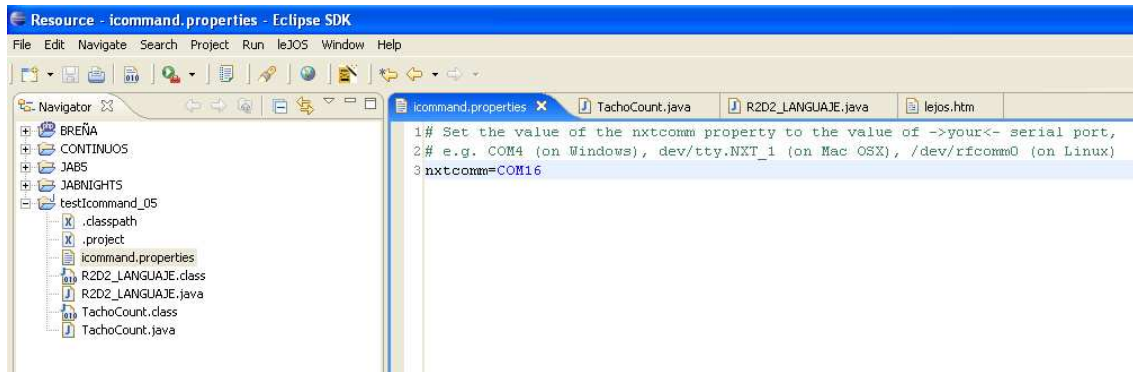 Resource - icommand.properties - Eclipse SDK
File Edit Navigate Search Project Run leJOS Window Help
Navigator
icommand.properties TachoCount.java R2D2_LANGUAJE.java lejos.htm
BREÑA
CONTINUOS
JAB5
JABNIGHTS
testIcommand_05
.classpath
.project
icommand.properties
R2D2_LANGUAJE.class
R2D2_LANGUAJE.java
TachoCount.class
TachoCount.java
1# Set the value of the nxtcomm property to the value of ->your<- serial port,
2# e.g. COM4 (on Windows), dev/tty.NXT_1 (on Mac OSX), /dev/rfcomm0 (on Linux)
3nxtcomm=COM16